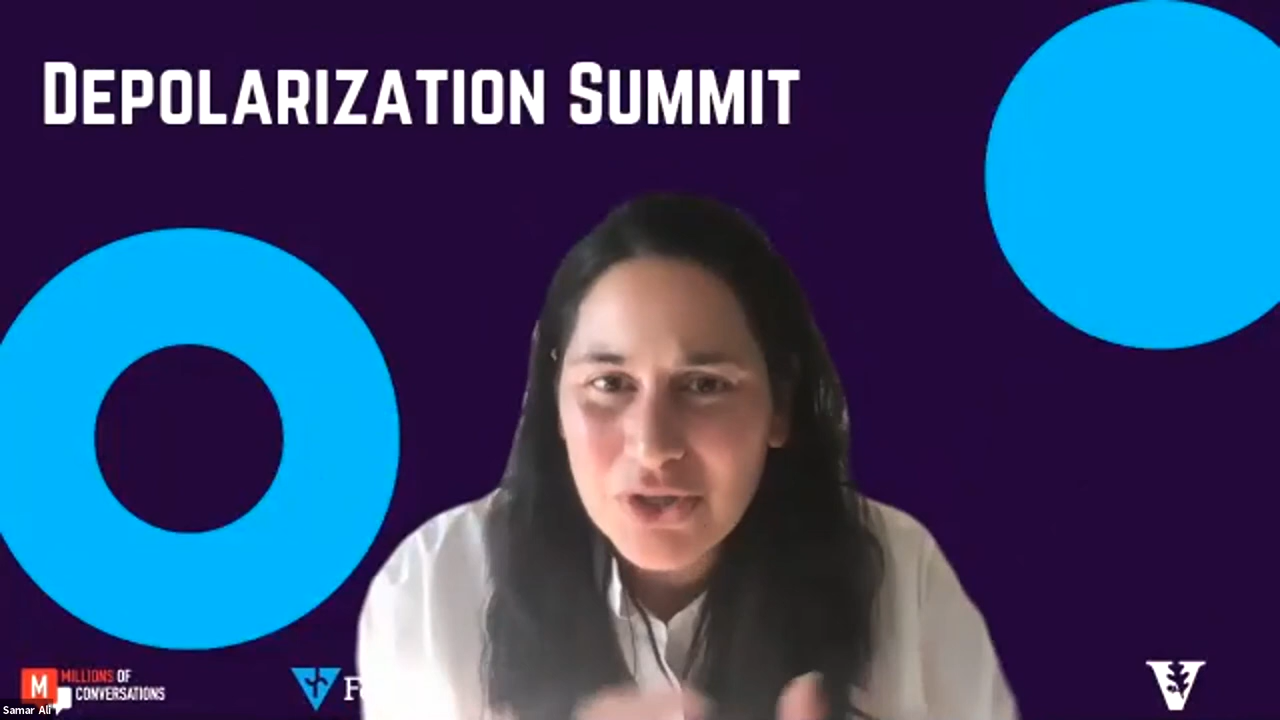 DEPOLARIZATION SUMMIT
M MILLIONS OF
CONVERSATIONS
F
V
Samar Ali